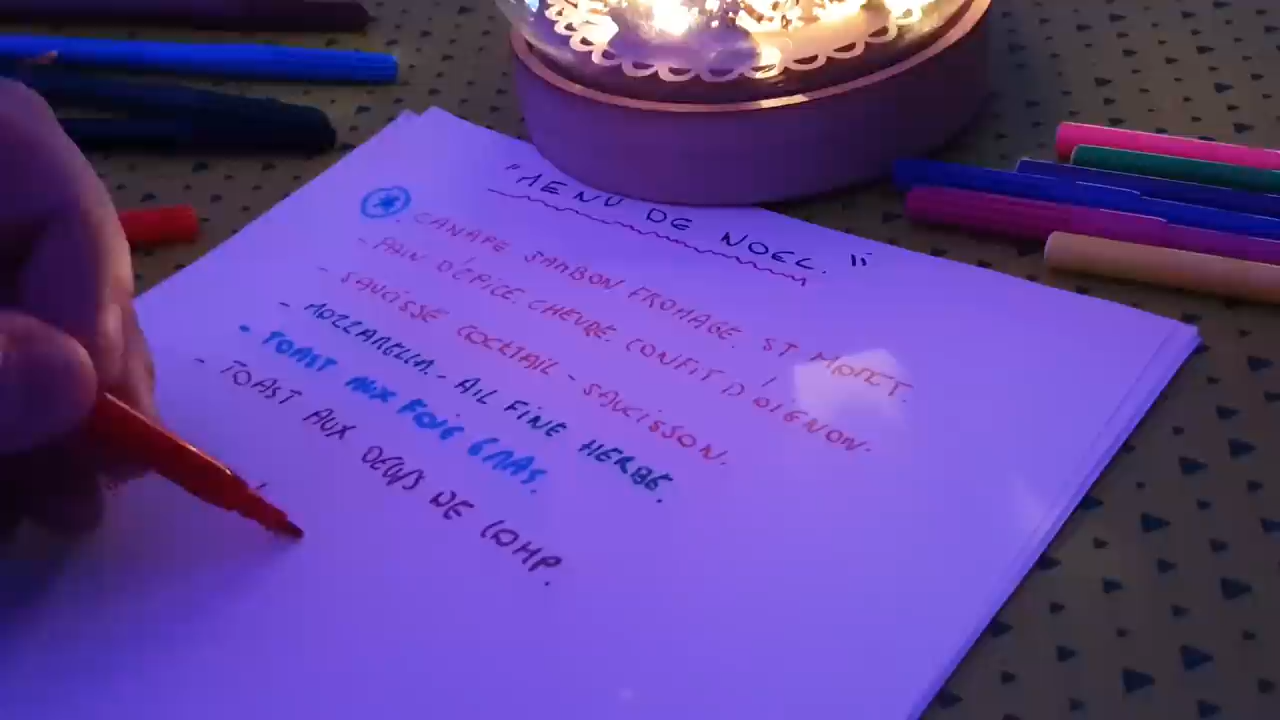 "MENU DE NOEL."
CANAPE JAMBON FROMAGE. ST MORET.
- PAIN D'ÉPICE. CHEVRE. CONFIT D'OIGNON.
- SAUCISSE COCKTAIL - SAUCISSON.
- MOZZARELLA. - AIL FINE HERBE.
- TOAST AUX FOIE GRAS.
- TOAST AUX OEUFS DE LOMP.